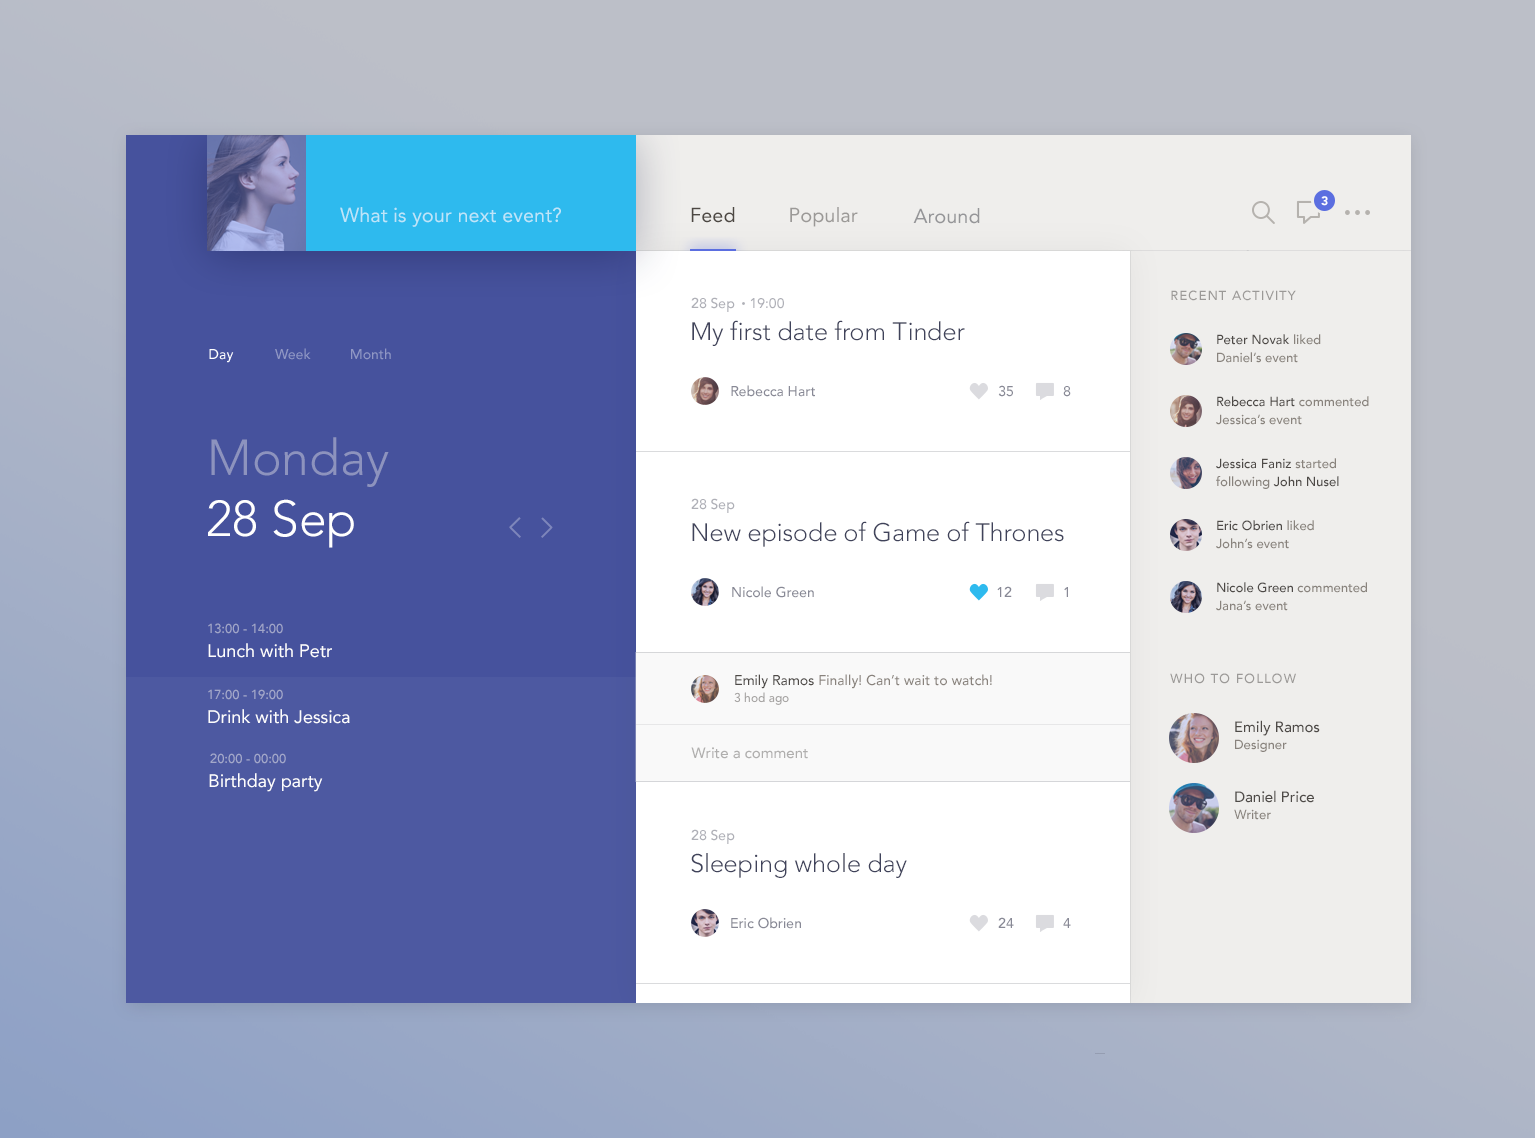 What is your next event?
Day Week Month
Monday
28 Sep
13:00 - 14:00
Lunch with Petr
17:00 - 19:00
Drink with Jessica
20:00 - 00:00
Birthday party
Feed Popular Around
3
28 Sep • 19:00
My first date from Tinder
Rebecca Hart 35 8
28 Sep
New episode of Game of Thrones
Nicole Green 12 1
Emily Ramos Finally! Can't wait to watch!
3 hod ago
Write a comment
28 Sep
Sleeping whole day
Eric Obrien 24 4
RECENT ACTIVITY
Peter Novak liked
Daniel's event
Rebecca Hart commented
Jessica's event
Jessica Faniz started
following John Nusel
Eric Obrien liked
John's event
Nicole Green commented
Jana's event
WHO TO FOLLOW
Emily Ramos
Designer
Daniel Price
Writer